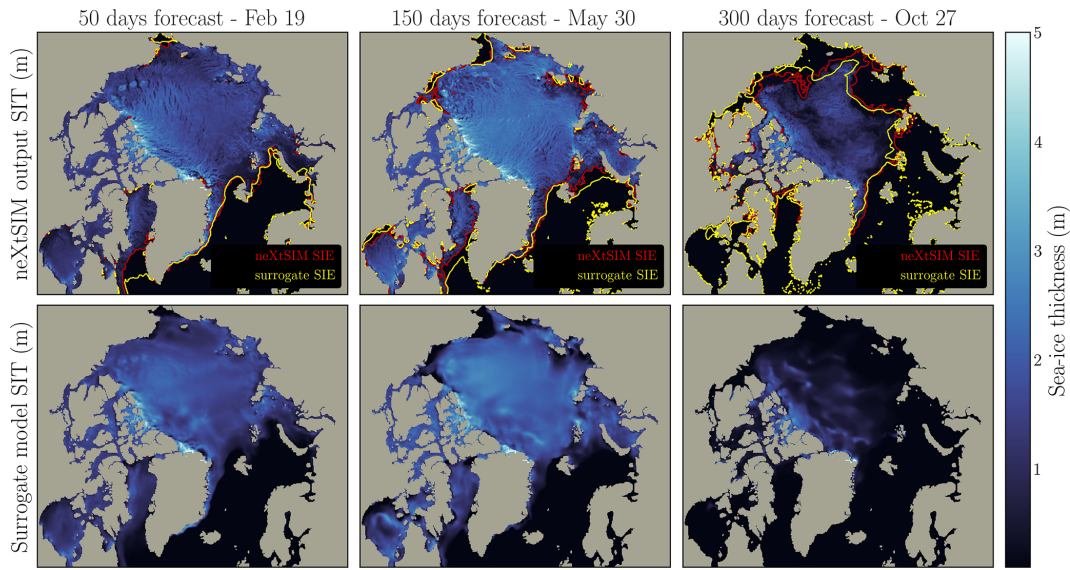 50 days forecast - Feb 19
150 days forecast - May 30
300 days forecast - Oct 27
neXtSIM output SIT (m)
neXtSIM SIE
surrogate SIE
neXtSIM SIE
surrogate SIE
neXtSIM SIE
surrogate SIE
Surrogate model SIT (m)
5
4
3
2
1
Sea-ice thickness (m)